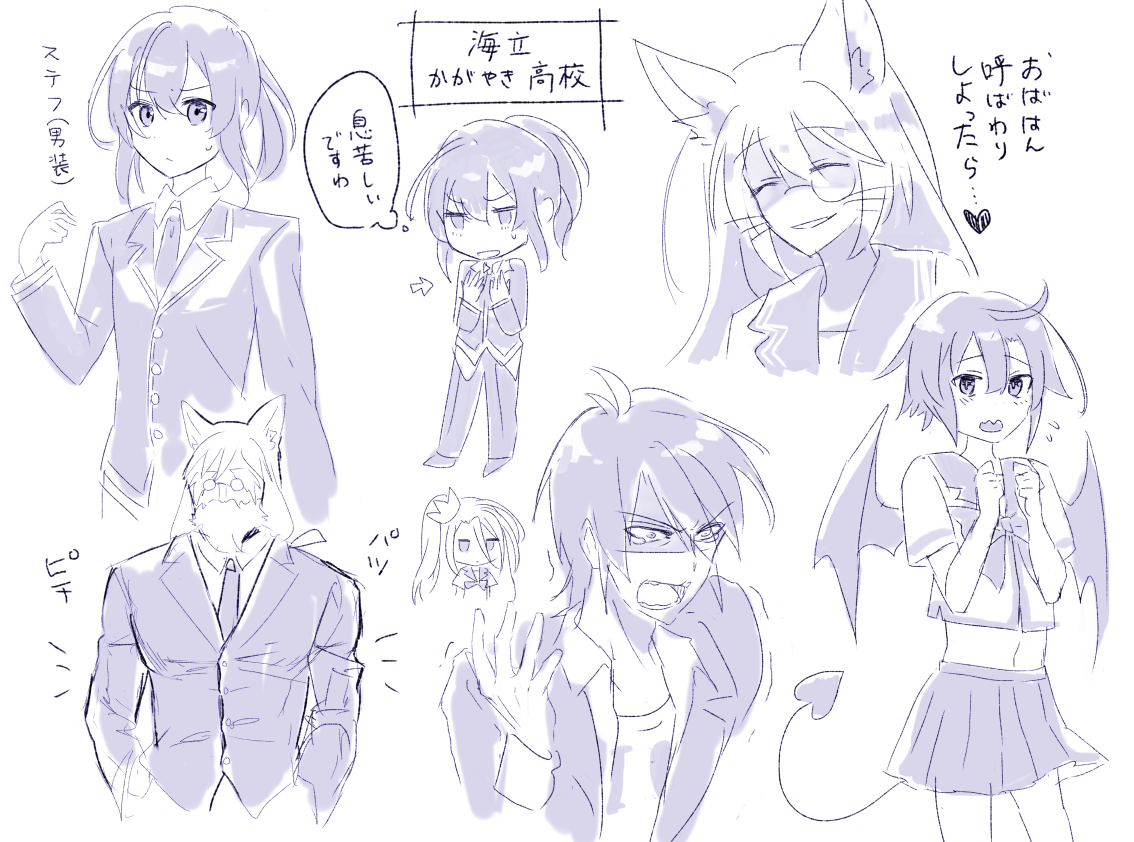 ステフ(男装)
海立
かがやき高校
息苦しい
ですわ
おばはん
呼ばわり
しよったら…♥
ピチ
パツ